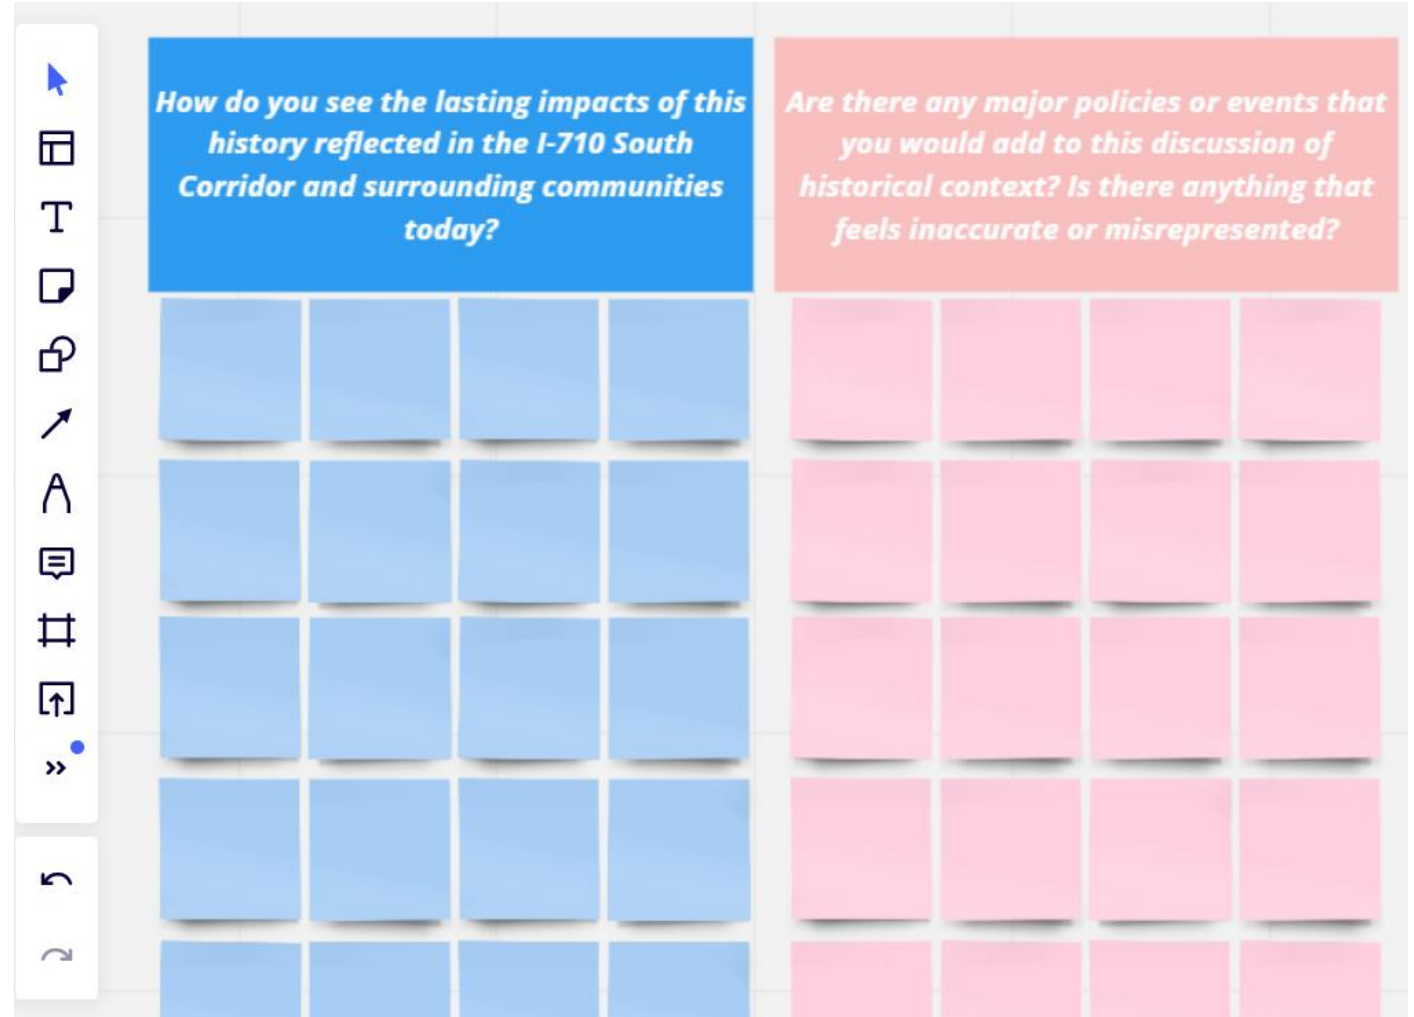 How do you see the lasting impacts of this
history reflected in the I-710 South
Corridor and surrounding communities
today?
Are there any major policies or events that
you would add to this discussion of
historical context? Is there anything that
feels inaccurate or misrepresented?